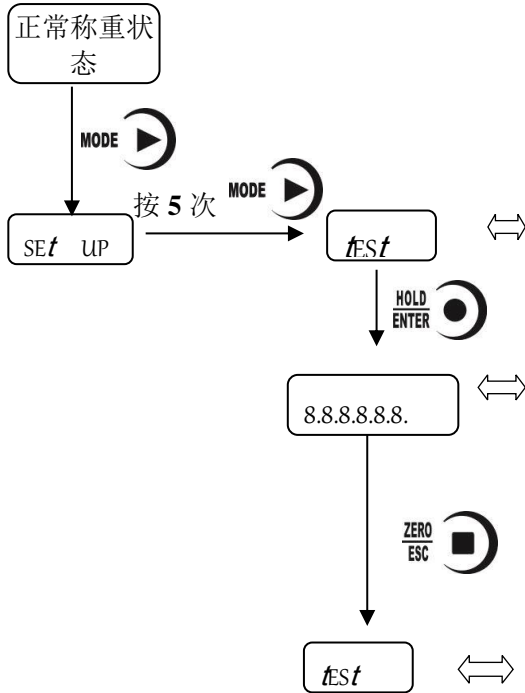 正常称重状
态
MODE
按 5 次 MODE
SEt UP
tESt
HOLD
ENTER
8.8.8.8.8.8.
ZERO
ESC
tESt